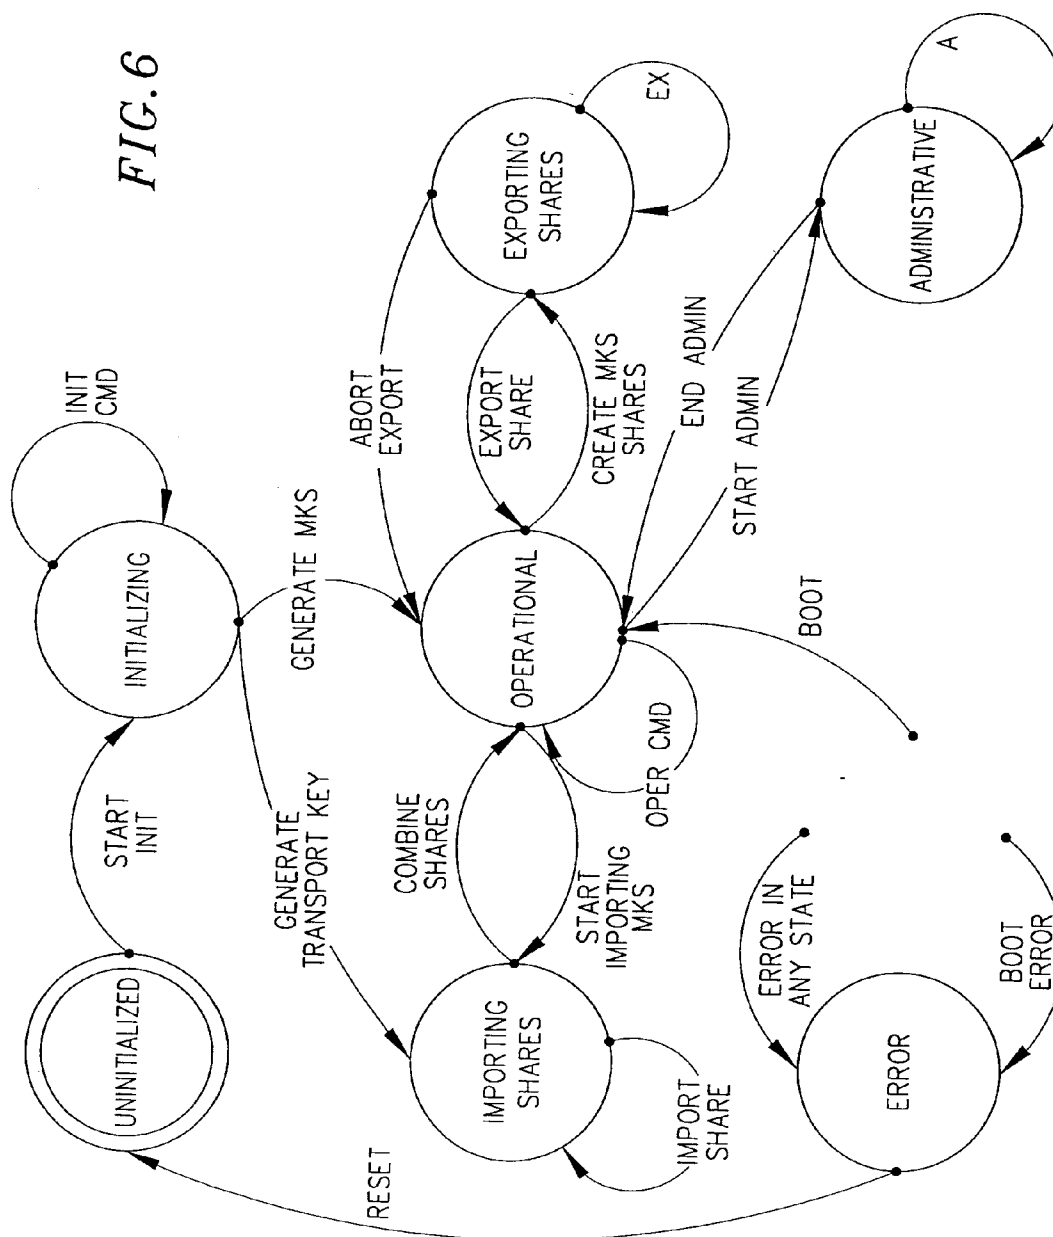 FIG.6
UNINITIALIZED
START
INIT
INITIALIZING
INIT
CMD
RESET
GENERATE
TRANSPORT KEY
GENERATE MKS
ABORT
EXPORT
IMPORTING
SHARES
COMBINE
SHARES
START
IMPORTING
MKS
OPERATIONAL
EXPORT
SHARE
CREATE MKS
SHARES
EXPORTING
SHARES
EX
IMPORT
SHARE
OPER CMD
END ADMIN
START ADMIN
ERROR
ERROR IN
ANY STATE
BOOT
ERROR
BOOT
ADMINISTRATIVE
A